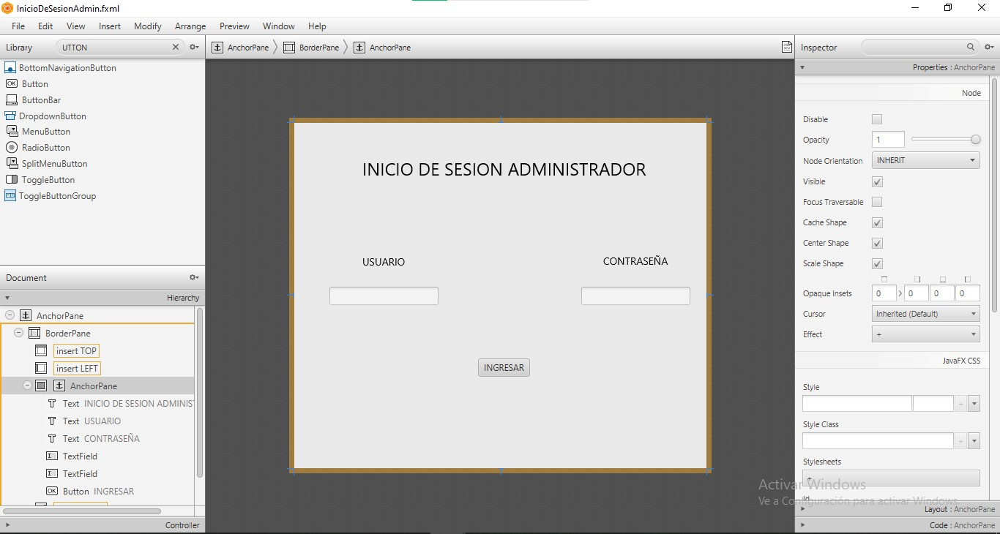 InicioDeSesionAdmin.fxml
File Edit View Insert Modify Arrange Preview Window Help
Library UTTON
BottomNavigationButton
OK Button
ButtonBar
DropdownButton
MenuButton
RadioButton
SplitMenuButton
ToggleButton
ToggleButtonGroup
Document
Hierarchy
AnchorPane
BorderPane
insert TOP
insert LEFT
AnchorPane
T Text INICIO DE SESION ADMINIST
T Text USUARIO
T Text CONTRASEÑA
TextField
TextField
OK Button INGRESAR
Controller
AnchorPane BorderPane AnchorPane
INICIO DE SESION ADMINISTRADOR
USUARIO CONTRASEÑA
INGRESAR
Inspector
Properties : AnchorPane
Node
Disable
Opacity 1
Node Orientation INHERIT
Visible
Focus Traversable
Cache Shape
Center Shape
Scale Shape
Opaque Insets 0 > 0 0 0
Cursor Inherited (Default)
Effect +
JavaFX CSS
Style
+
Style Class
+
Stylesheets
+
Id
Activar Windows
Ve a Configuración para activar Windows.
Layout : AnchorPane
Code : AnchorPane